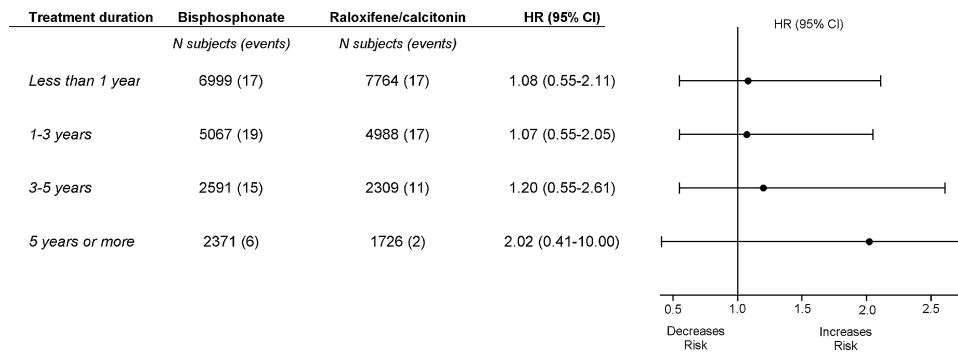 Treatment duration Bisphosphonate Raloxifene/calcitonin HR (95% CI)
N subjects (events) N subjects (events)
Less than 1 year 6999 (17) 7764 (17) 1.08 (0.55-2.11)
1-3 years 5067 (19) 4988 (17) 1.07 (0.55-2.05)
3-5 years 2591 (15) 2309 (11) 1.20 (0.55-2.61)
5 years or more 2371 (6) 1726 (2) 2.02 (0.41-10.00)
HR (95% CI)
0.5 1.0 1.5 2.0 2.5
Decreases Increases
Risk Risk